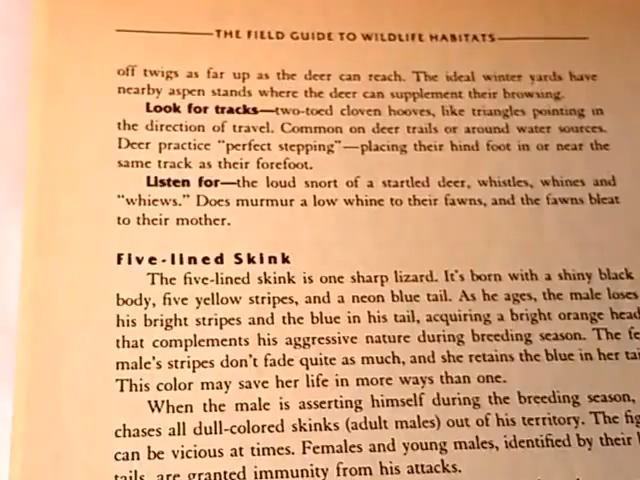 THE FIELD GUIDE TO WILDLIFE HABITATS
off twigs as far up as the deer can reach. The ideal winter yards have
nearby aspen stands where the deer can supplement their browsing.
Look for tracks—two-toed cloven hooves, like triangles pointing in
the direction of travel. Common on deer trails or around water sources.
Deer practice "perfect stepping"—placing their hind foot in or near the
same track as their forefoot.
Listen for—the loud snort of a startled deer, whistles, whines and
"whiews." Does murmur a low whine to their fawns, and the fawns bleat
to their mother.
Five-lined Skink
The five-lined skink is one sharp lizard. It's born with a shiny black
body, five yellow stripes, and a neon blue tail. As he ages, the male loses
his bright stripes and the blue in his tail, acquiring a bright orange head
that complements his aggressive nature during breeding season. The fe
male's stripes don't fade quite as much, and she retains the blue in her tai
This color may save her life in more ways than one.
When the male is asserting himself during the breeding season,
chases all dull-colored skinks (adult males) out of his territory. The fig
can be vicious at times. Females and young males, identified by their
tails, are granted immunity from his attacks.